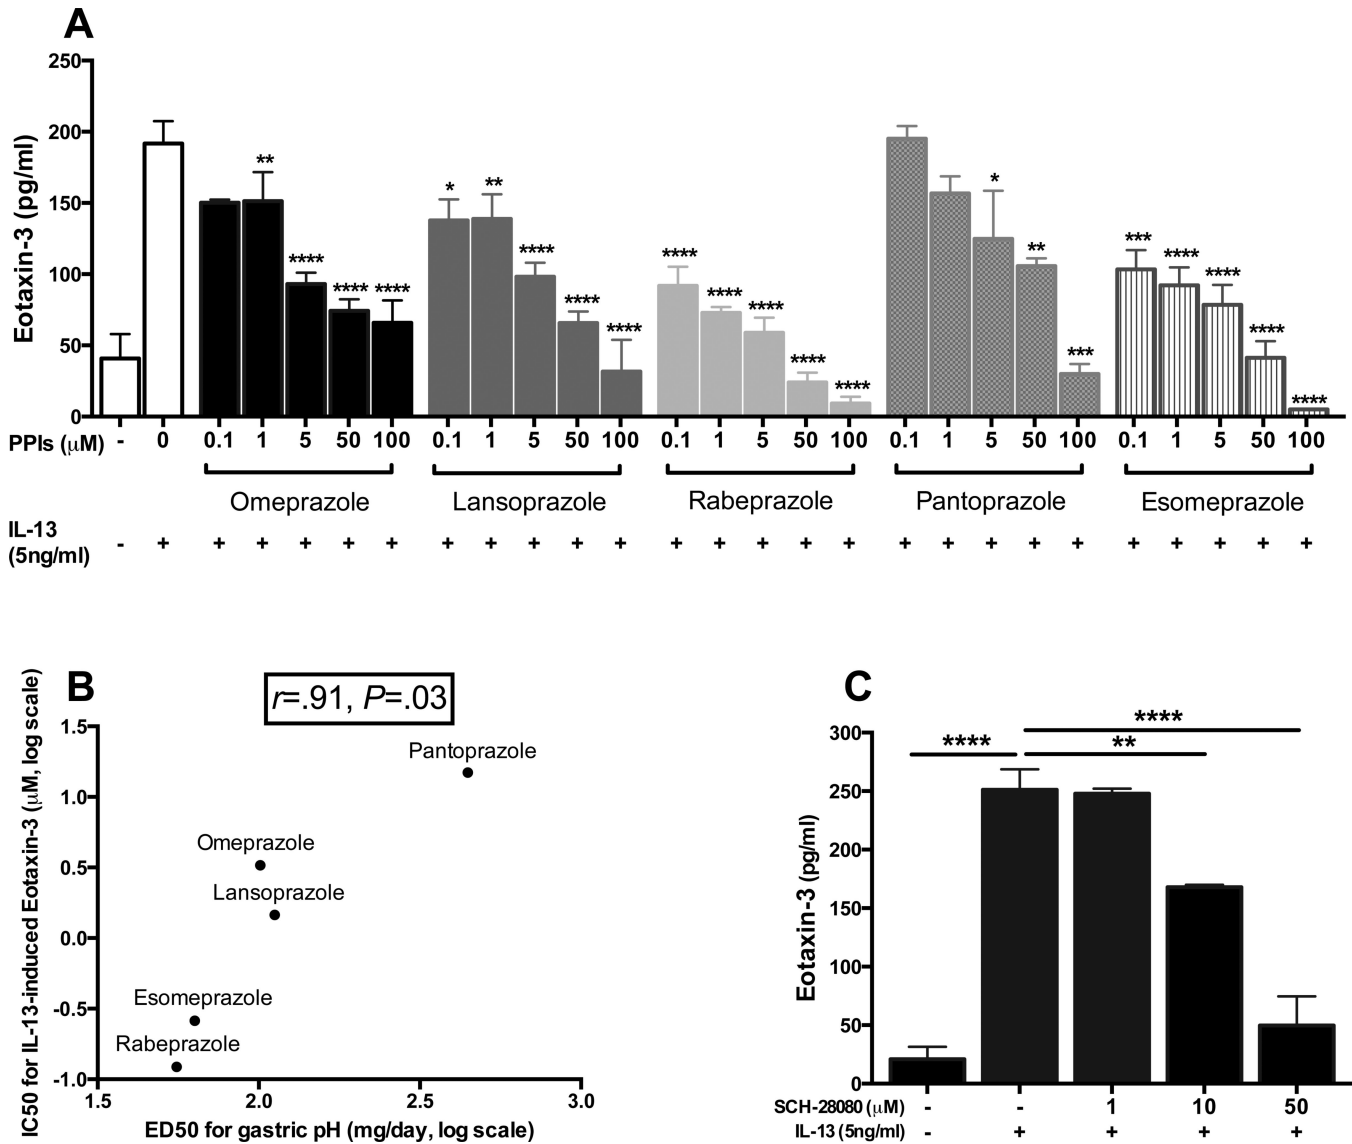 A
Eotaxin-3 (pg/ml)
250
200
150
100
50
0
**
****
****
****
*
**
****
****
****
****
****
****
****
****
*
**
***
***
****
****
****
****
PPIs (μM) - 0 0.1 1 5 50 100 0.1 1 5 50 100 0.1 1 5 50 100 0.1 1 5 50 100 0.1 1 5 50 100
Omeprazole Lansoprazole Rabeprazole Pantoprazole Esomeprazole
IL-13
(5ng/ml) - + + + + + + + + + + + + + + + + + + + + + + + + + +
B
r=.91, P=.03
IC50 for IL-13-induced Eotaxin-3 (μM, log scale)
1.5
1.0
0.5
0.0
-0.5
-1.0
Pantoprazole
Omeprazole
Lansoprazole
Esomeprazole
Rabeprazole
1.5 2.0 2.5 3.0
ED50 for gastric pH (mg/day, log scale)
C
Eotaxin-3 (pg/ml)
300
250
200
150
100
50
0
****
**** **
SCH-28080 (μM) - - 1 10 50
IL-13 (5ng/ml) - + + + +